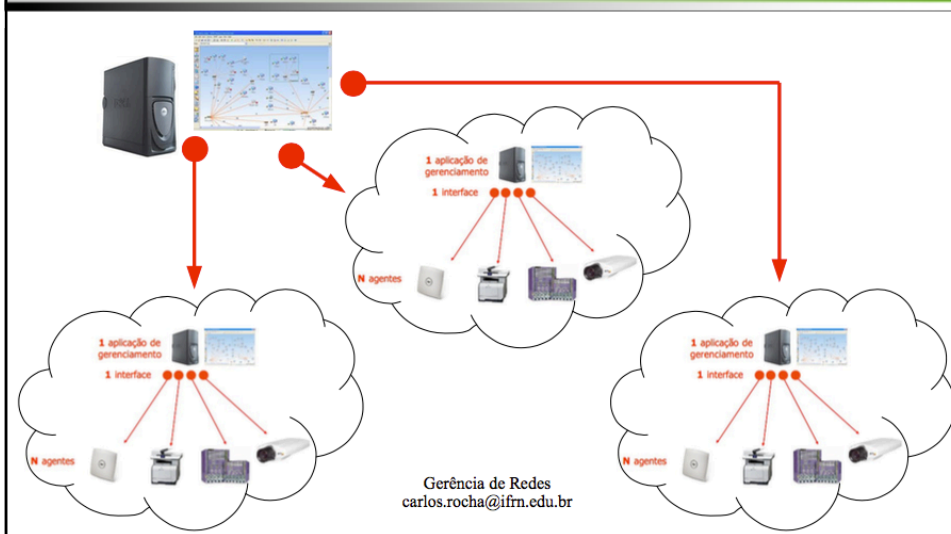 1 aplicação de
gerenciamento
1 interface
N agentes
1 aplicação de
gerenciamento
1 interface
N agentes
1 aplicação de
gerenciamento
1 interface
N agentes
Gerência de Redes
carlos.rocha@ifrn.edu.br